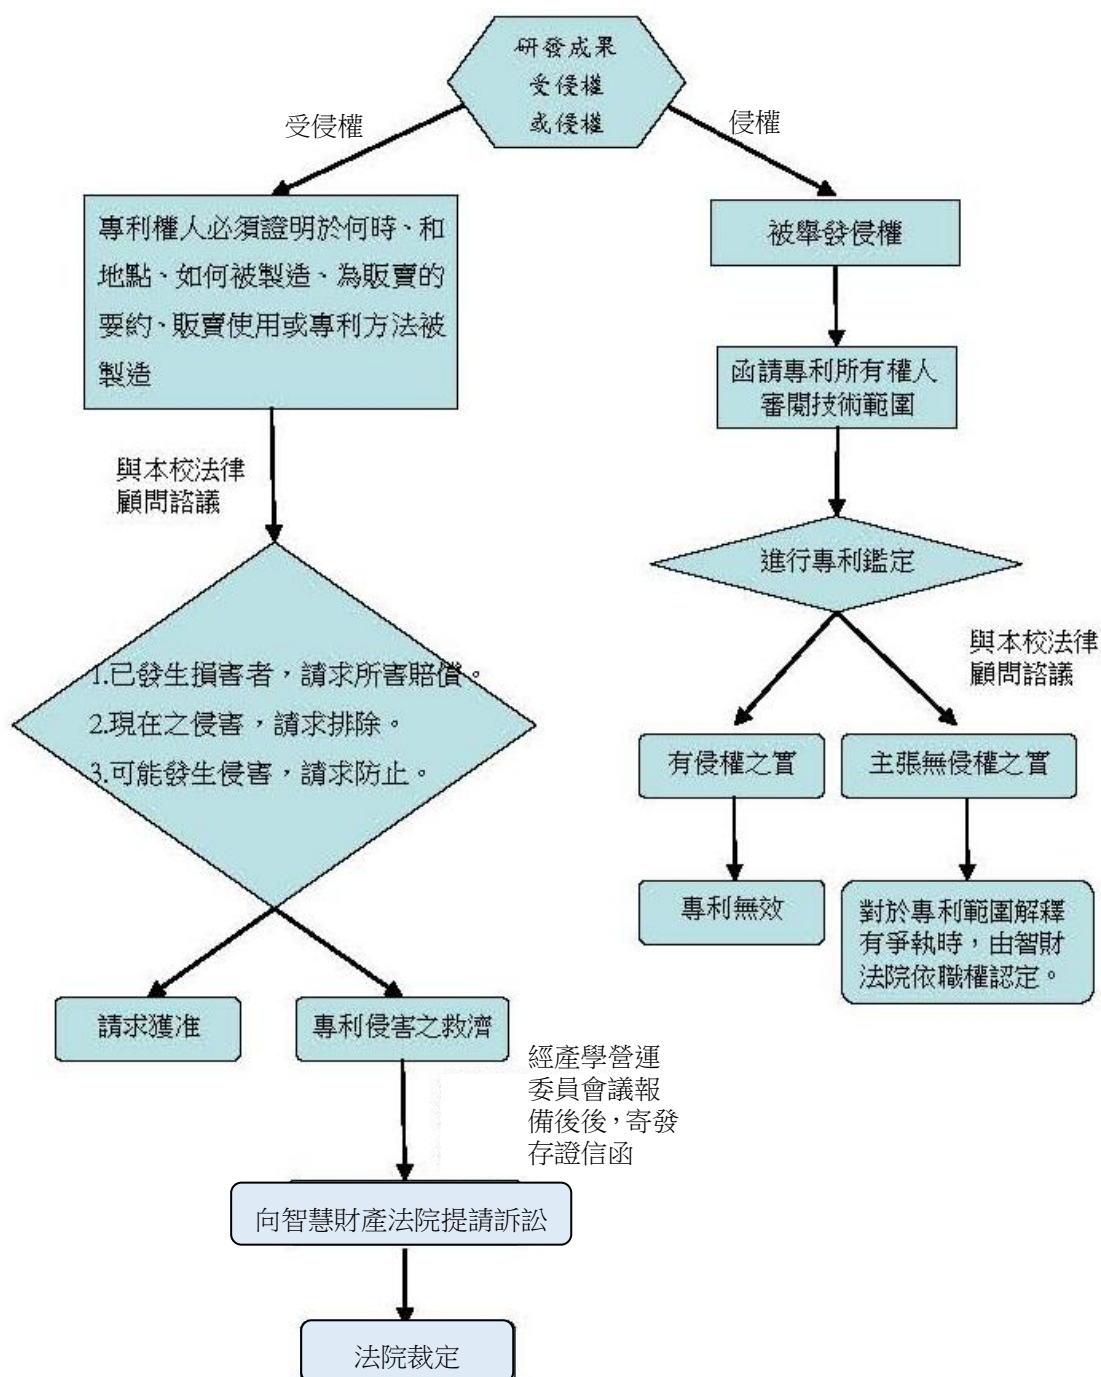 研發成果
受侵權
或侵權
受侵權
侵權
專利權人必須證明於何時、和
地點、如何被製造、為販賣的
要約、販賣使用或專利方法被
製造
被舉發侵權
函請專利所有權人
審閱技術範圍
與本校法律
顧問諮議
進行專利鑑定
與本校法律
顧問諮議
1.已發生損害者，請求所害賠償。
2.現在之侵害，請求排除。
3.可能發生侵害，請求防止。
有侵權之實
主張無侵權之實
專利無效
對於專利範圍解釋
有爭執時，由智財
法院依職權認定。
請求獲准
專利侵害之救濟
經產學營運
委員會議報
備後後，寄發
存證信函
向智慧財產法院提請訴訟
法院裁定